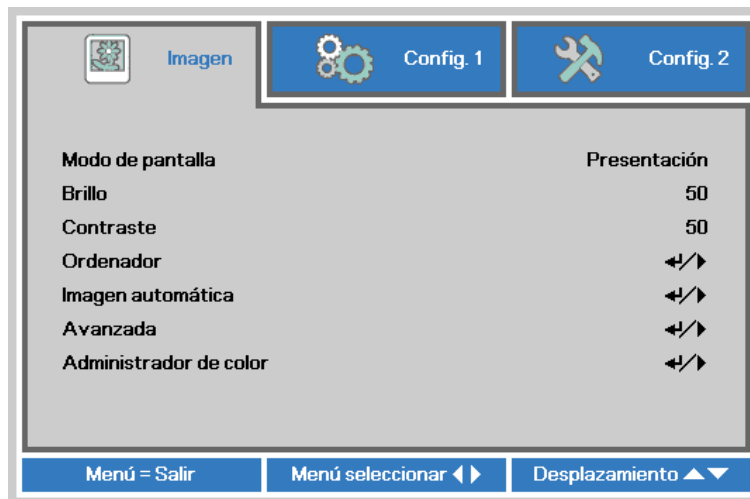 Imagen Config. 1 Config. 2
Modo de pantalla Presentación
Brillo 50
Contraste 50
Ordenador ↵/▶
Imagen automática ↵/▶
Avanzada ↵/▶
Administrador de color ↵/▶
Menú = Salir Menú seleccionar ◀▶ Desplazamiento ▲▼